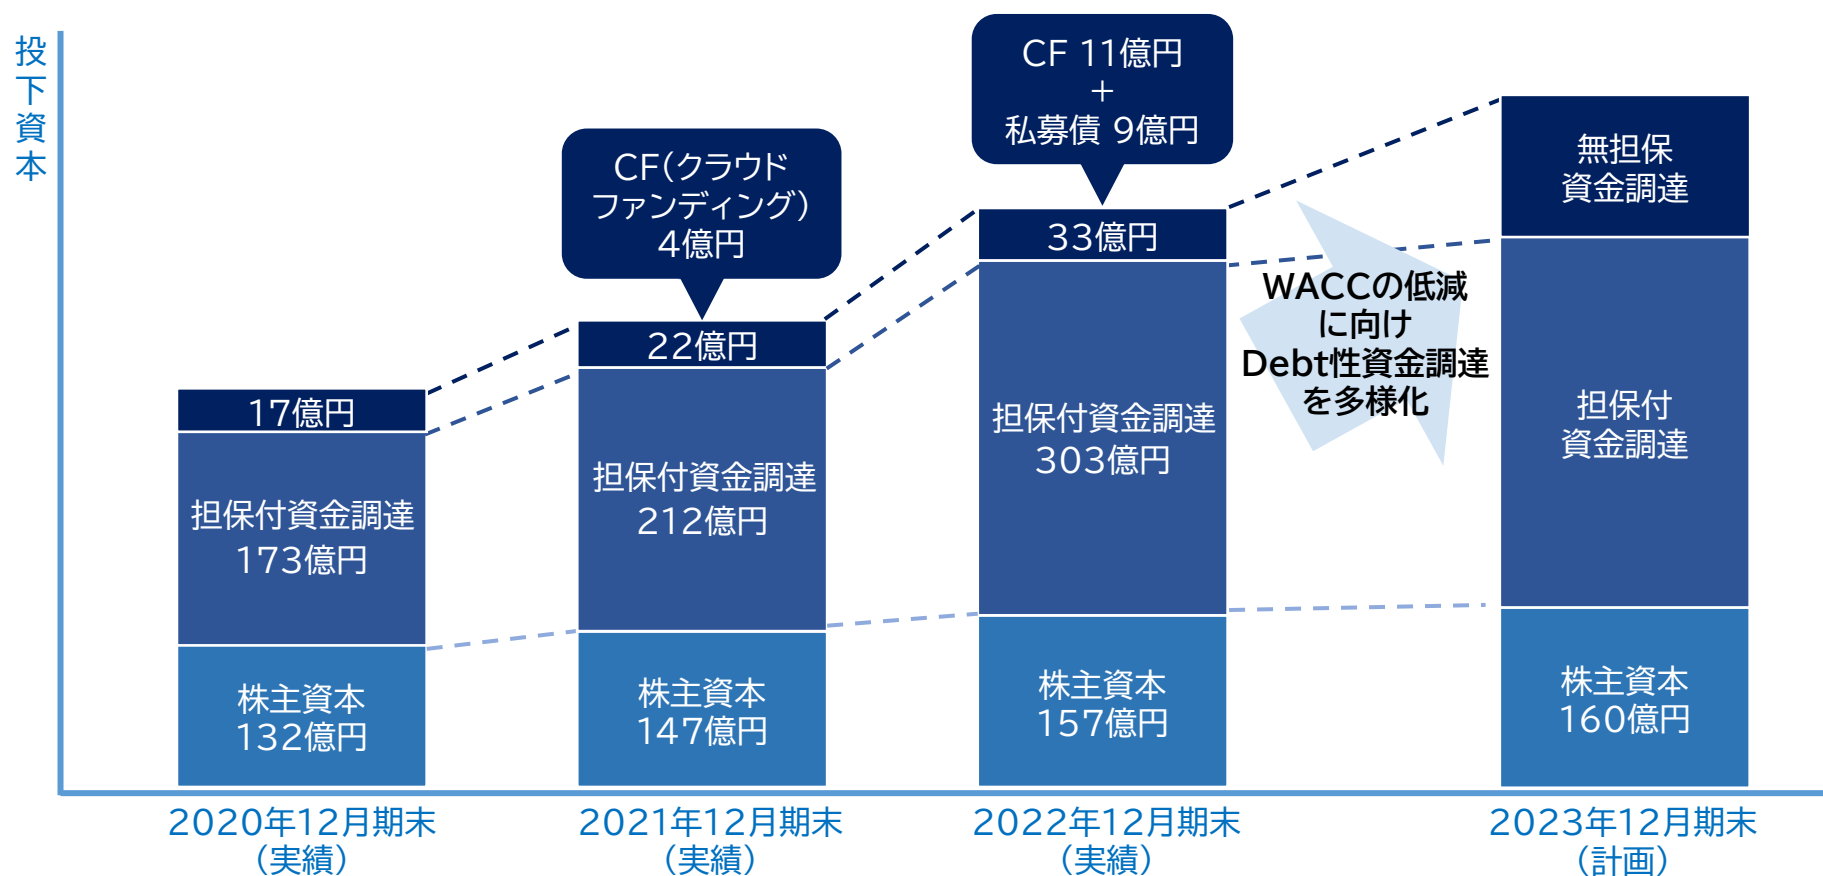 投下資本
CF 11億円
＋
私募債 9億円
CF(クラウド
ファンディング)
4億円
無担保
資金調達
33億円
WACCの低減
に向け
Debt性資金調達
を多様化
22億円
17億円
担保付資金調達
303億円
担保付
資金調達
担保付資金調達
212億円
担保付資金調達
173億円
株主資本
132億円
株主資本
147億円
株主資本
157億円
株主資本
160億円
2020年12月期末
(実績)
2021年12月期末
(実績)
2022年12月期末
(実績)
2023年12月期末
(計画)